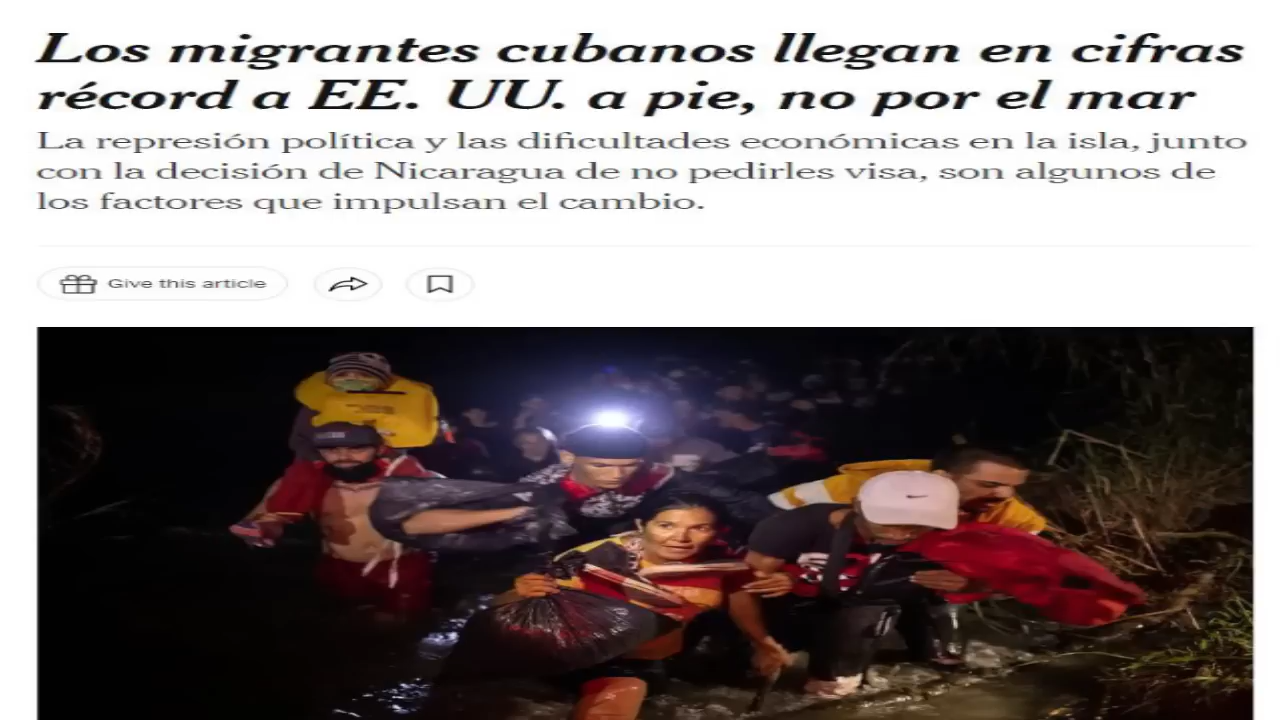 Los migrantes cubanos llegan en cifras
récord a EE. UU. a pie, no por el mar
La represión política y las dificultades económicas en la isla, junto
con la decisión de Nicaragua de no pedirles visa, son algunos de
los factores que impulsan el cambio.
Give this article